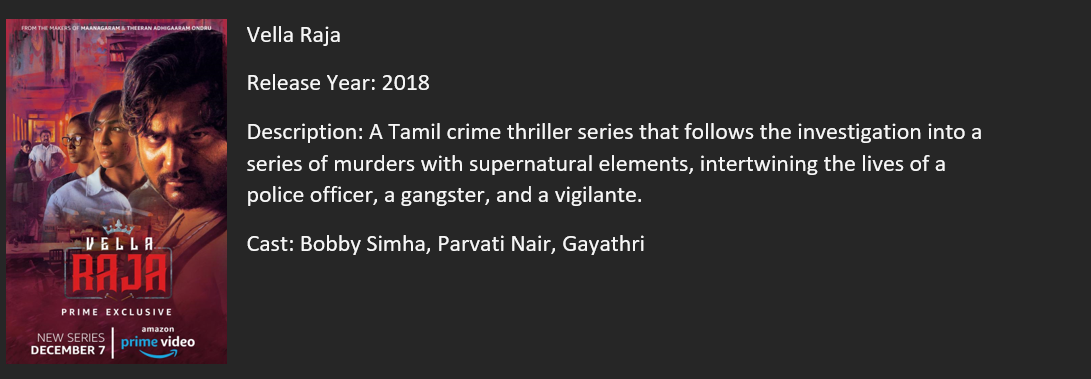 FROM THE MAKERS OF MAANAGARAM & THEERAN ADHIGAARAM ONDRU
VELLA
RAJA
PRIME EXCLUSIVE
NEW SERIES
DECEMBER 7
amazon
prime video
Vella Raja
Release Year: 2018
Description: A Tamil crime thriller series that follows the investigation into a
series of murders with supernatural elements, intertwining the lives of a
police officer, a gangster, and a vigilante.
Cast: Bobby Simha, Parvati Nair, Gayathri